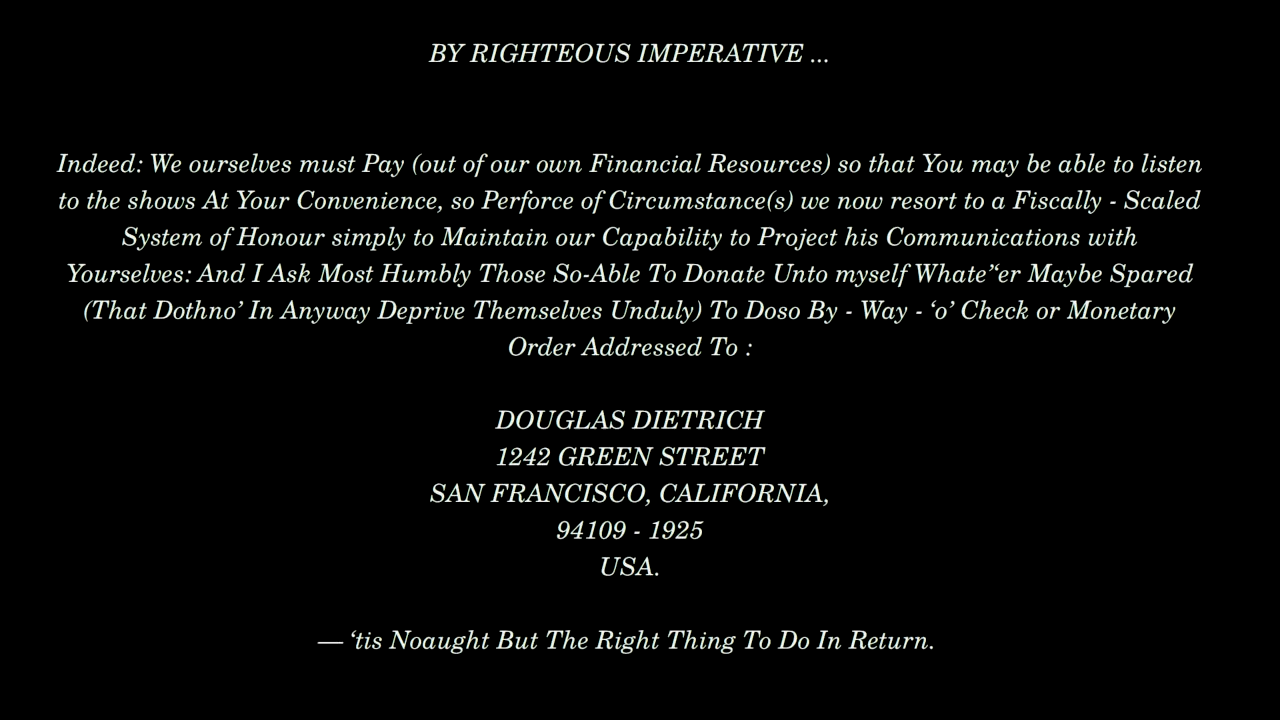 BY RIGHTEOUS IMPERATIVE ...
Indeed: We ourselves must Pay (out of our own Financial Resources) so that You may be able to listen
to the shows At Your Convenience, so Perforce of Circumstance(s) we now resort to a Fiscally - Scaled
System of Honour simply to Maintain our Capability to Project his Communications with
Yourselves: And I Ask Most Humbly Those So-Able To Donate Unto myself Whate”“er Maybe Spared
(That Dothno’ In Anyway Deprive Themselves Unduly) To Doso By - Way - ‘o’ Check or Monetary
Order Addressed To :
DOUGLAS DIETRICH
1242 GREEN STREET
SAN FRANCISCO, CALIFORNIA,
94109 - 1925
USA.
— ‘tis Noaught But The Right Thing To Do In Return.